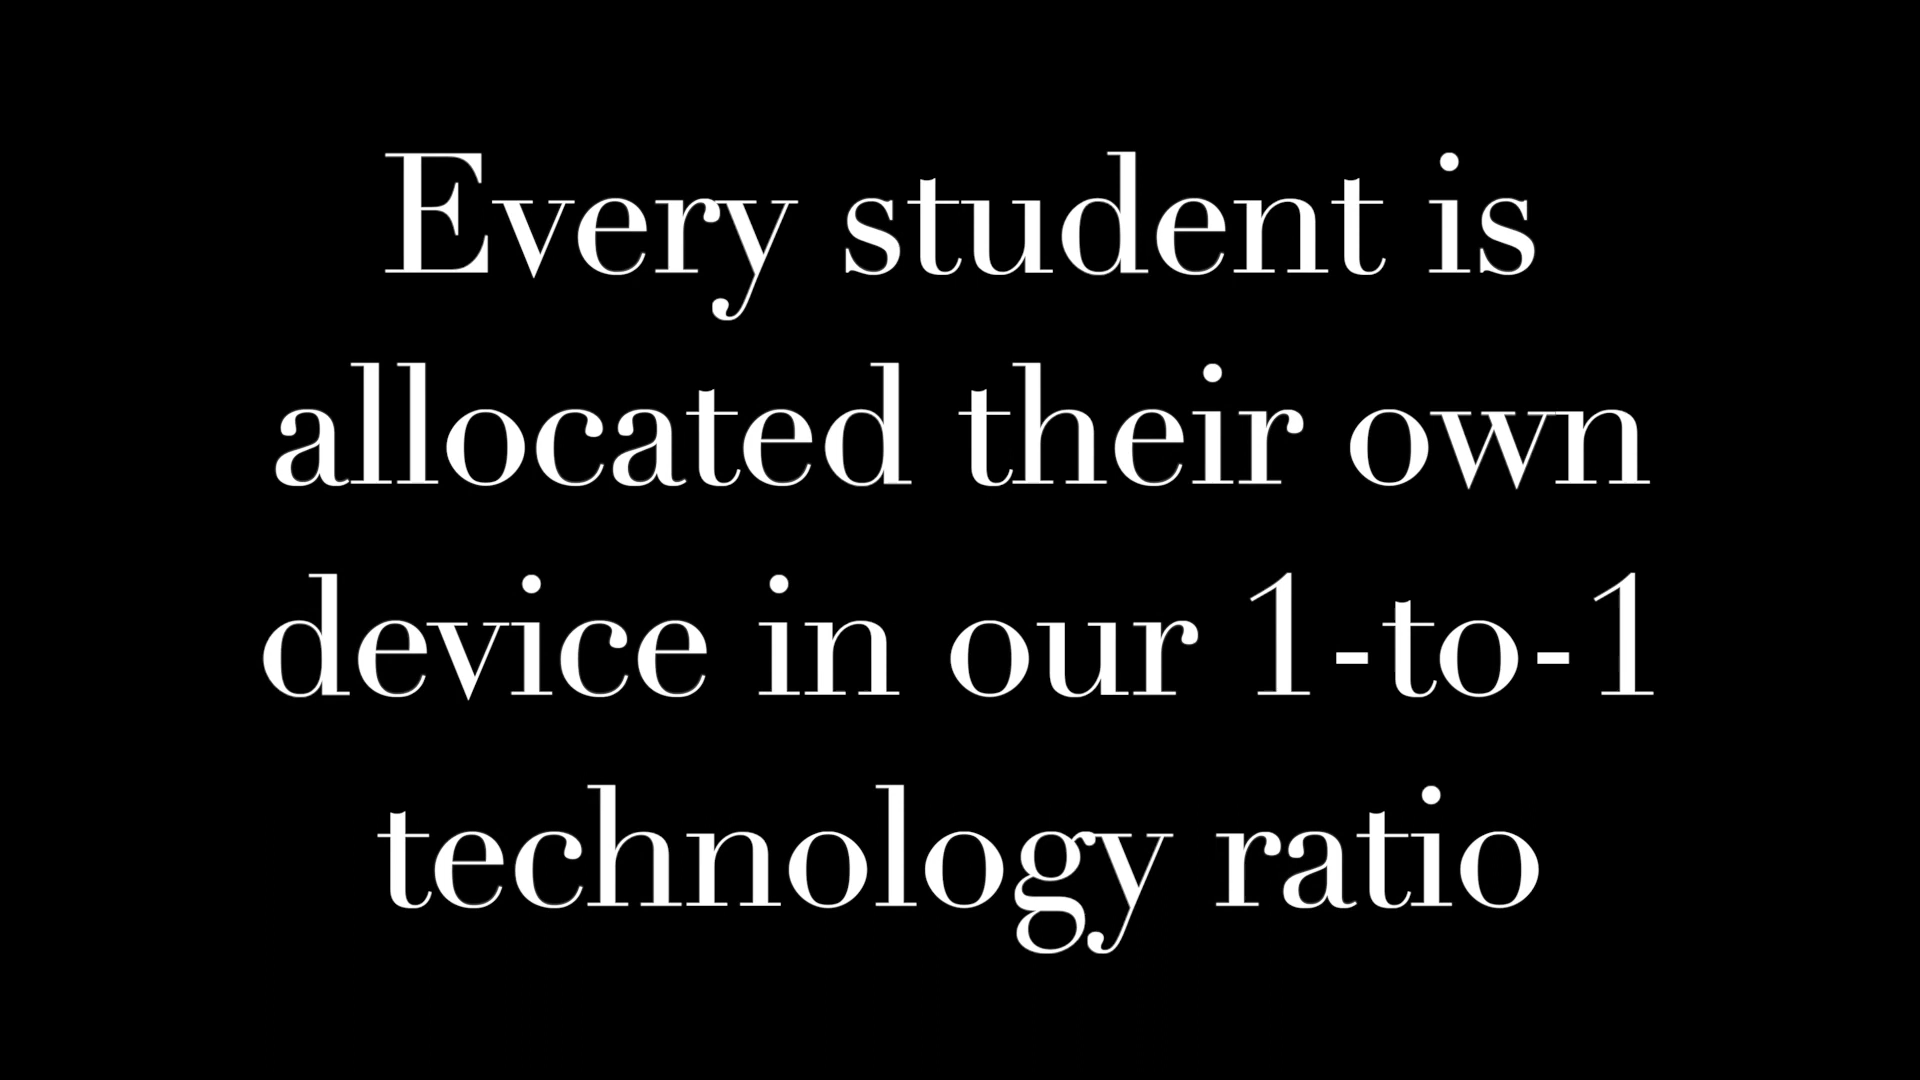 Every student is
allocated their own
device in our 1-to-1
technology ratio